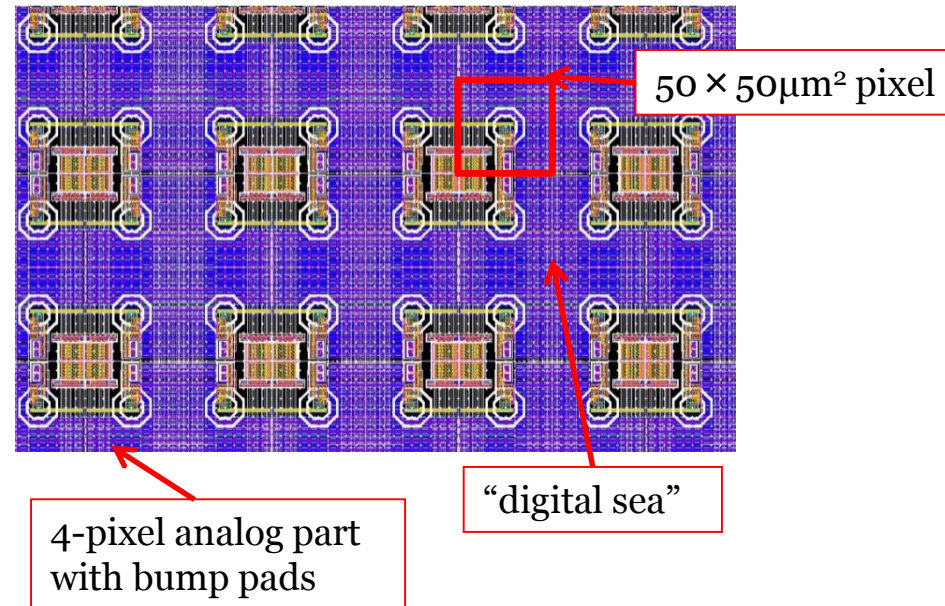 50×50μm² pixel
“digital sea”
4-pixel analog part
with bump pads